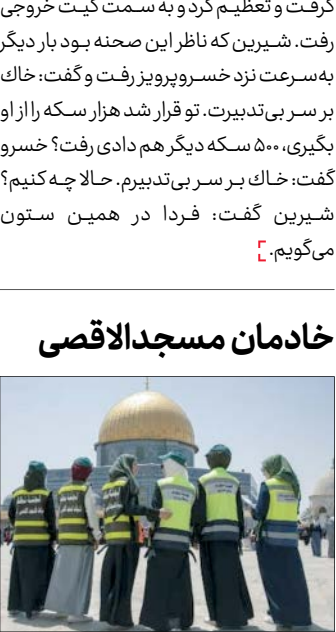 گرفت و تعظیم کرد و به سمت گیت خروجی
رفت. شیرین که ناظر این صحنه بود بار دیگر
به‌سرعت نزد خسروپرویز رفت و گفت: خاك
بر سر بی‌تدبیرت. تو قرار شد هزار سکه را از او
بگیری، ۵۰۰ سکه دیگر هم دادی رفت؟ خسرو
گفت: خاك بر سر بی‌تدبیرم. حالا چه کنیم؟
شیرین گفت: فردا در همین ستون
می‌گویم.
خادمان مسجدالاقصی